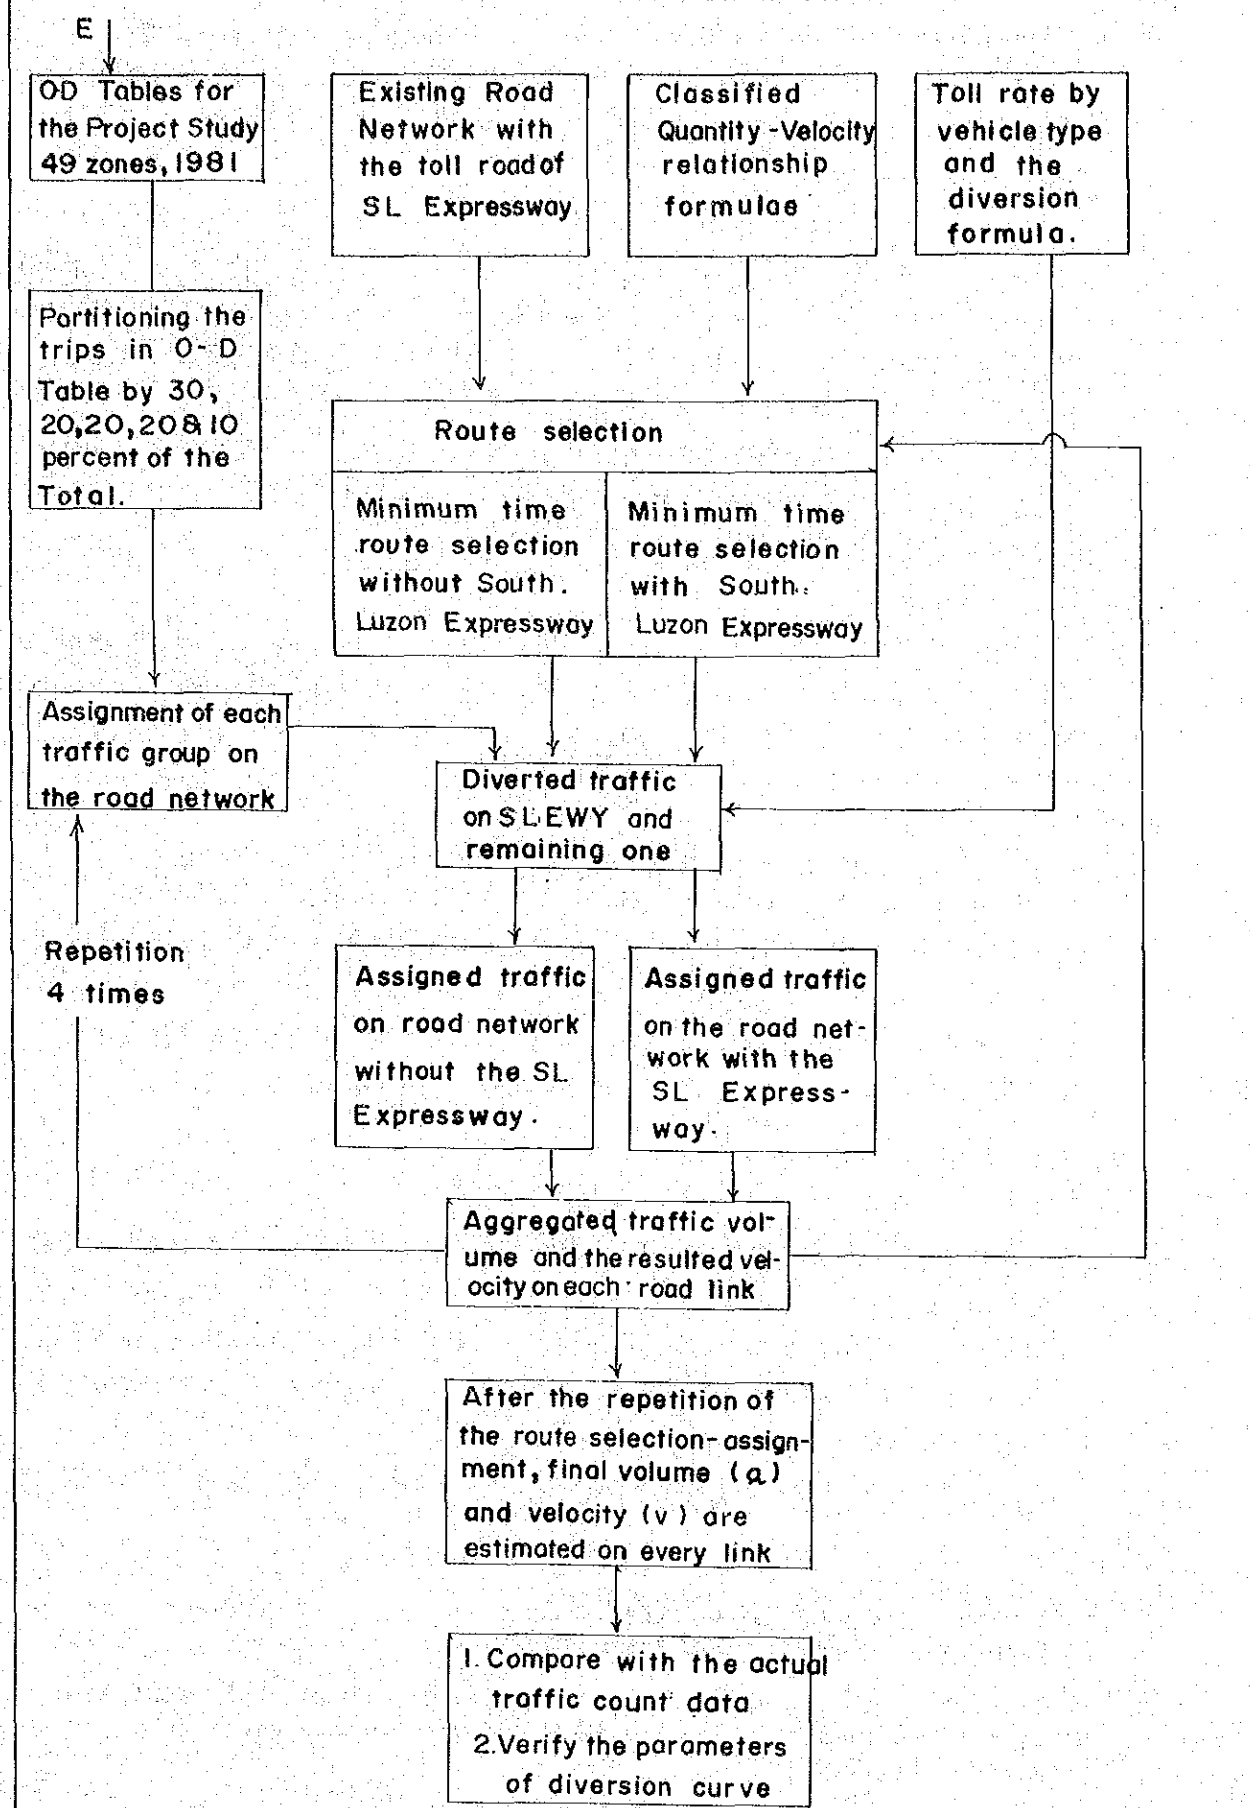 E
O-D Tables for
the Project Study
49 zones, 1981
Existing Road
Network with
the toll road of
SL Expressway
Classified
Quantity-Velocity
relationship
formulae
Toll rate by
vehicle type
and the
diversion
formula.
Partitioning the
trips in O-D
Table by 30,
20,20,20 & 10
percent of the
Total.
Route selection
Minimum time
route selection
without South.
Luzon Expressway
Minimum time
route selection
with South.
Luzon Expressway
Assignment of each
traffic group on
the road network
Diverted traffic
on SLEWY and
remaining one
Repetition
4 times
Assigned traffic
on road network
without the SL
Expressway.
Assigned traffic
on the road net-
work with the
SL Express-
way.
Aggregated traffic vol-
ume and the resulted vel-
ocity on each road link
After the repetition of
the route selection-assign-
ment, final volume (Q)
and velocity (v) are
estimated on every link
1. Compare with the actual
traffic count data
2. Verify the parameters
of diversion curve